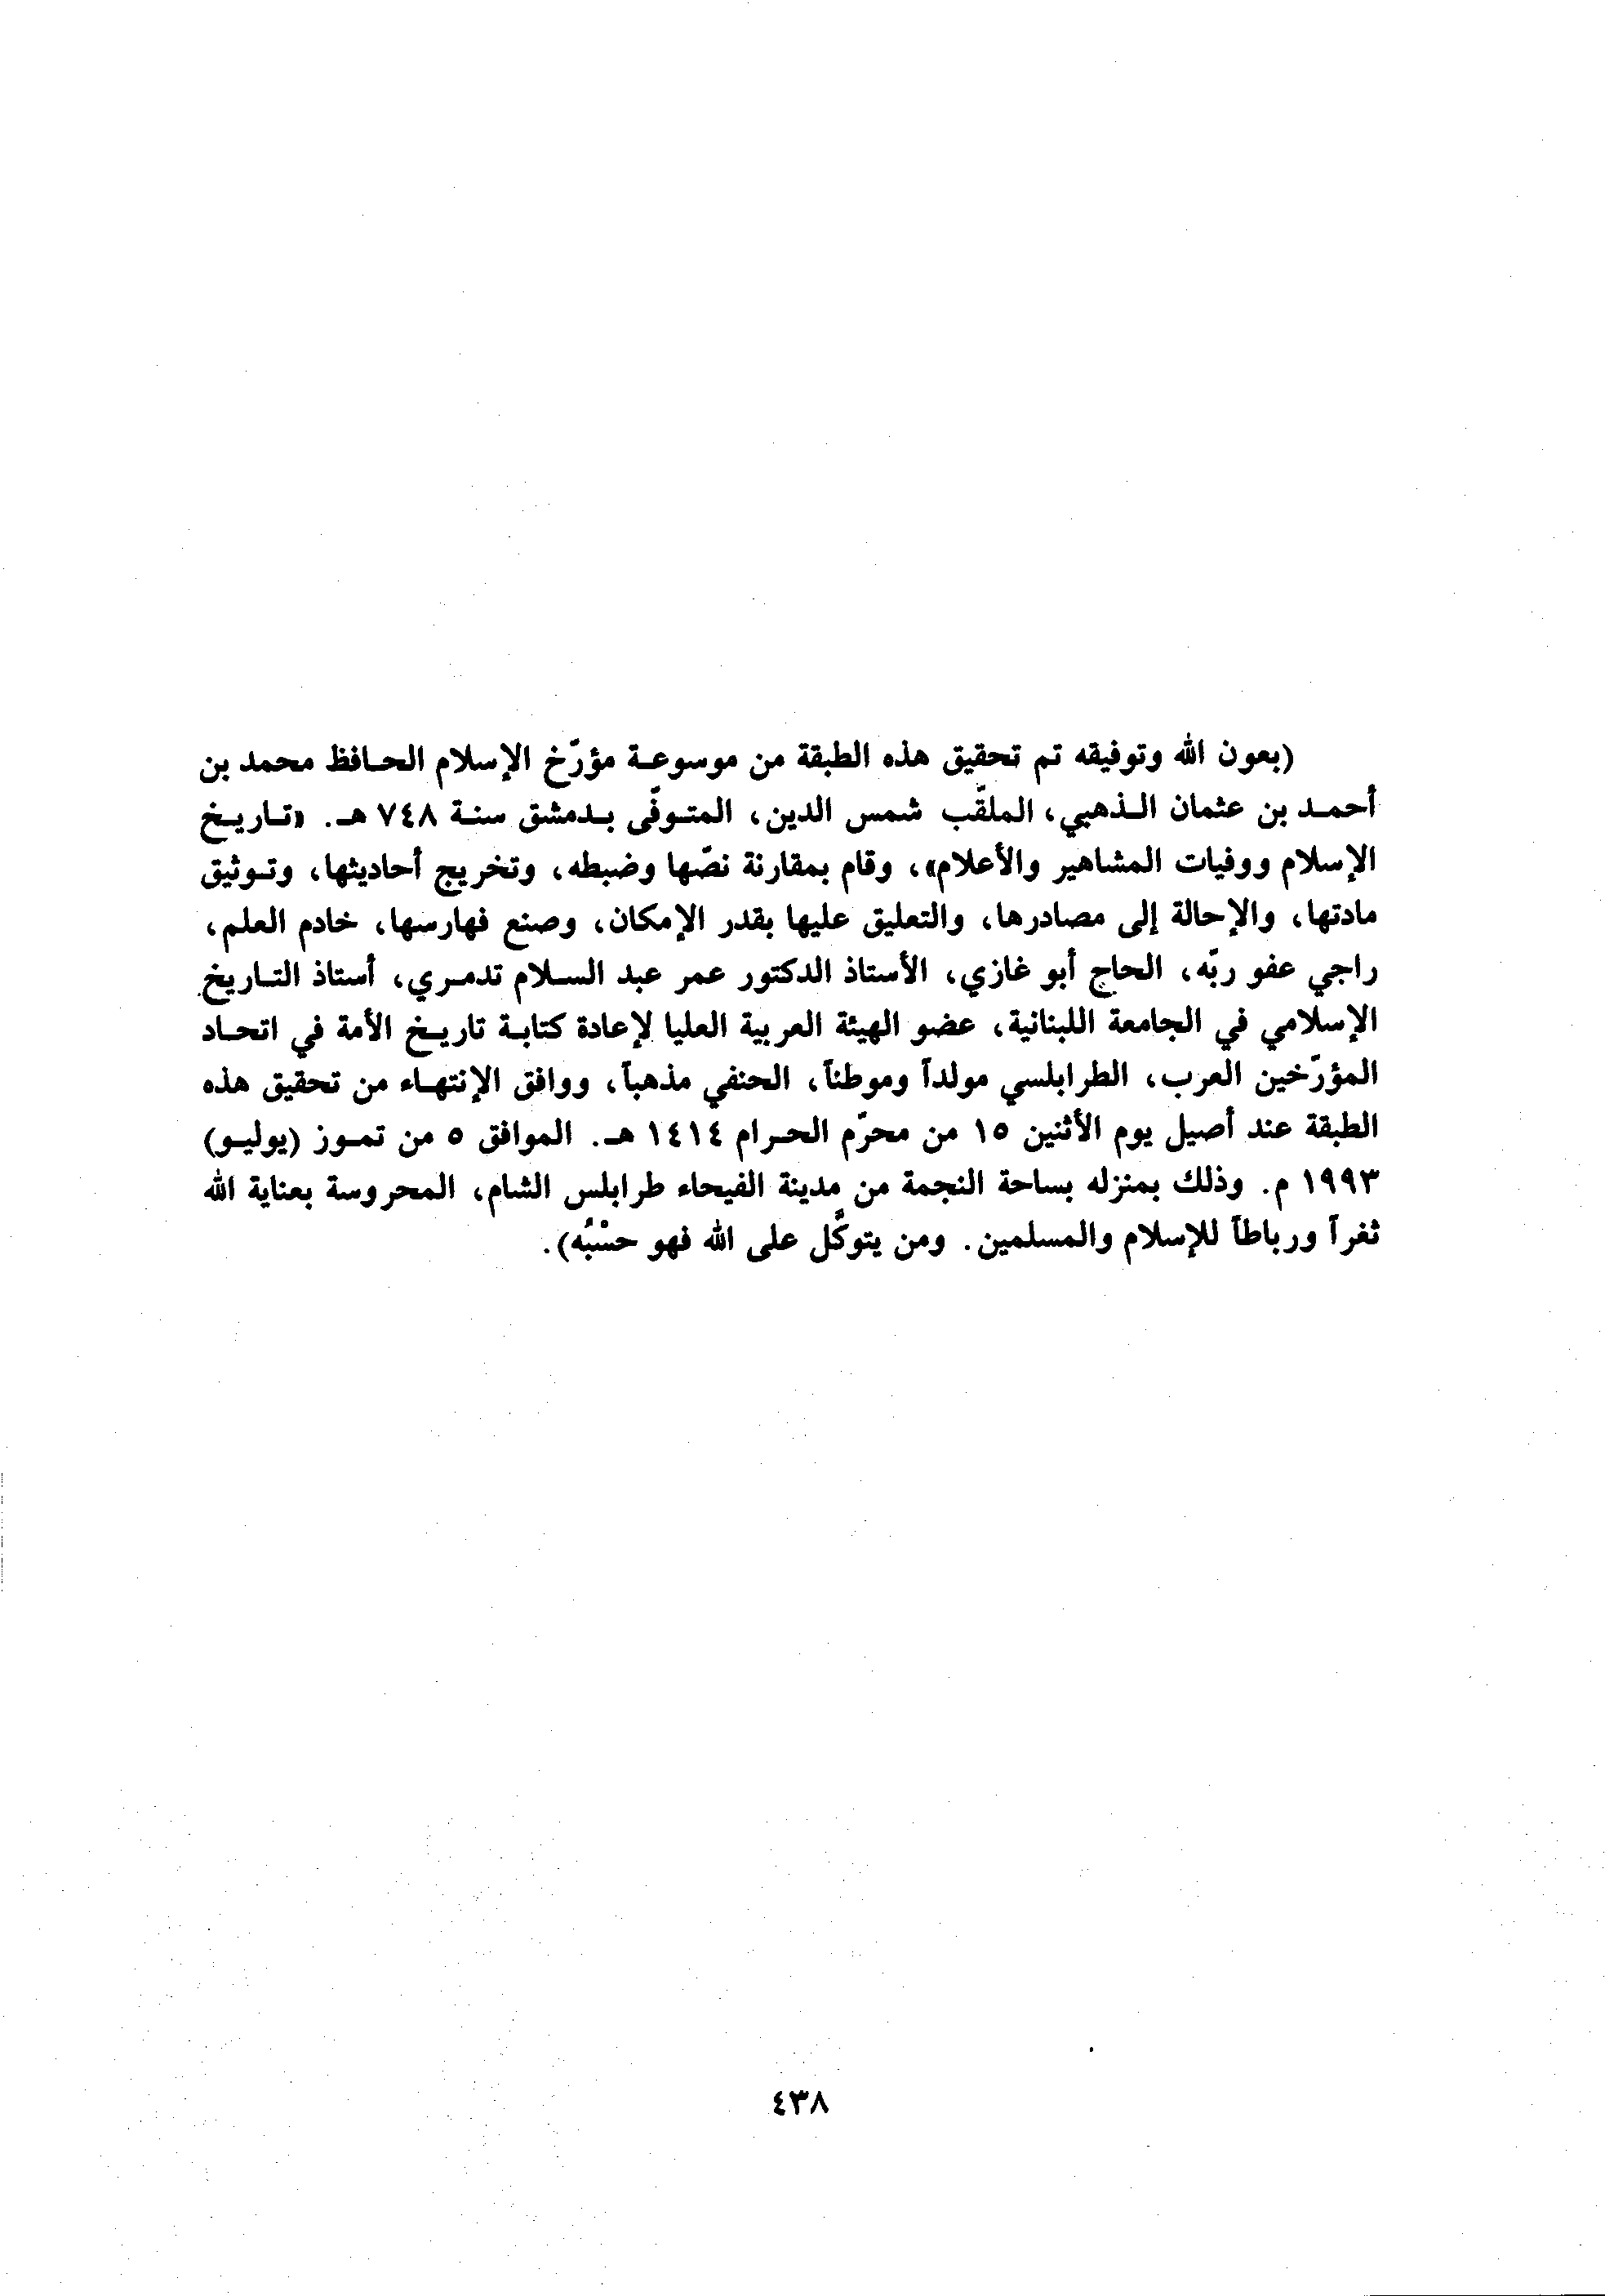 (بعون الله وتوفيقه تم تحقيق هذه الطبقة من موسوعة مؤرّخ الإسلام الحافظ محمد بن
أحمد بن عثمان الذهبي، الملقّب شمس الدين، المتوفّى بدمشق سنة ٧٤٨ هـ. «تاريخ
الإسلام ووفيات المشاهير والأعلام»، وقام بمقارنة نصّها وضبطه، وتخريج أحاديثها، وتوثيق
مادتها، والإحالة إلى مصادرها، والتعليق عليها بقدر الإمكان، وصنع فهارسها، خادم العلم،
راجي عفو ربّه، الحاج أبو غازي، الأستاذ الدكتور عمر عبد السلام تدمري، أستاذ التاريخ
الإسلامي في الجامعة اللبنانية، عضو الهيئة العربية العليا لإعادة كتابة تاريخ الأمة في اتحاد
المؤرّخين العرب، الطرابلسي مولداً وموطناً، الحنفي مذهباً، ووافق الإنتهاء من تحقيق هذه
الطبقة عند أصيل يوم الأثنين ١٥ من محرّم الحرام ١٤١٤ هـ. الموافق ٥ من تموز (يوليو)
١٩٩٣ م. وذلك بمنزله بساحة النجمة من مدينة الفيحاء طرابلس الشام، المحروسة بعناية الله
ثغراً ورباطاً للإسلام والمسلمين. ومن يتوكّل على الله فهو حسْبُه).
٤٣٨